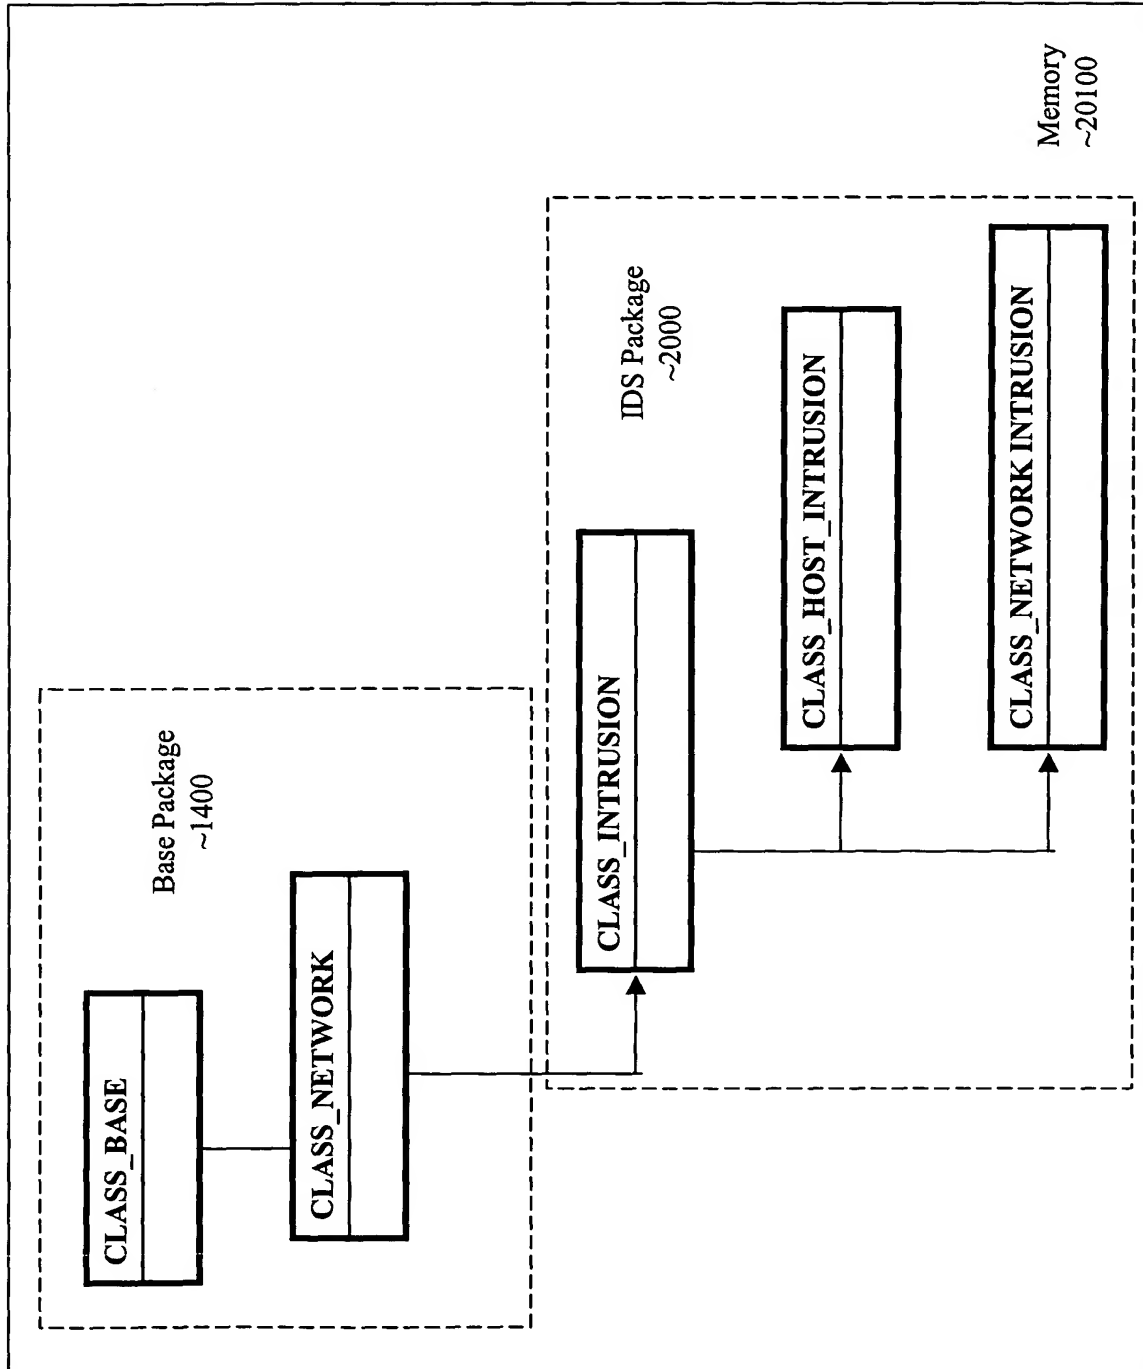 CLASS_BASE
Base Package
~1400
CLASS_NETWORK
CLASS_INTRUSION
IDS Package
~2000
CLASS_HOST_INTRUSION
CLASS_NETWORK INTRUSION
Memory
~20100